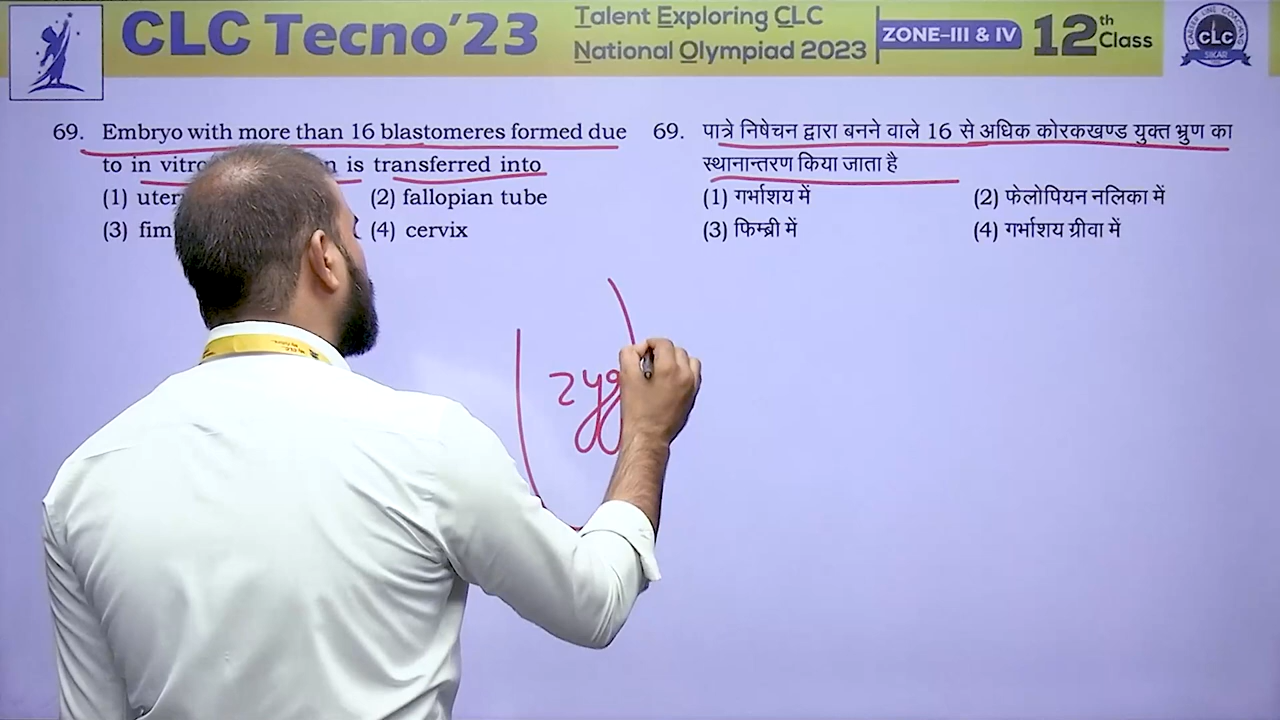 CLC Tecno'23
Talent Exploring CLC
National Olympiad 2023
ZONE-III & IV
12th Class
CLC
SIKAR
69. Embryo with more than 16 blastomeres formed due
to in vitro is transferred into
(1) (2) fallopian tube
(3) (4) cervix
69. पात्रे निषेचन द्वारा बनने वाले 16 से अधिक कोरकखण्ड युक्त भ्रुण का
स्थानान्तरण किया जाता है
(1) गर्भाशय में (2) फेलोपियन नलिका में
(3) फिम्ब्री में (4) गर्भाशय ग्रीवा में
zyg